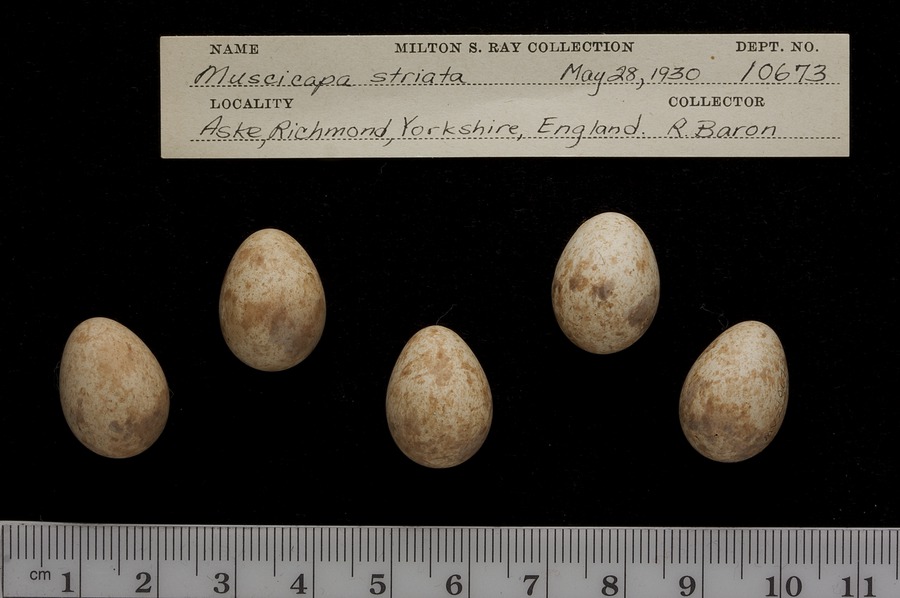 NAME MILTON S. RAY COLLECTION DEPT. NO.
Muscicapa striata May 28, 1930 10673
LOCALITY COLLECTOR
Aske, Richmond, Yorkshire, England. R. Baron
cm 1 2 3 4 5 6 7 8 9 10 11